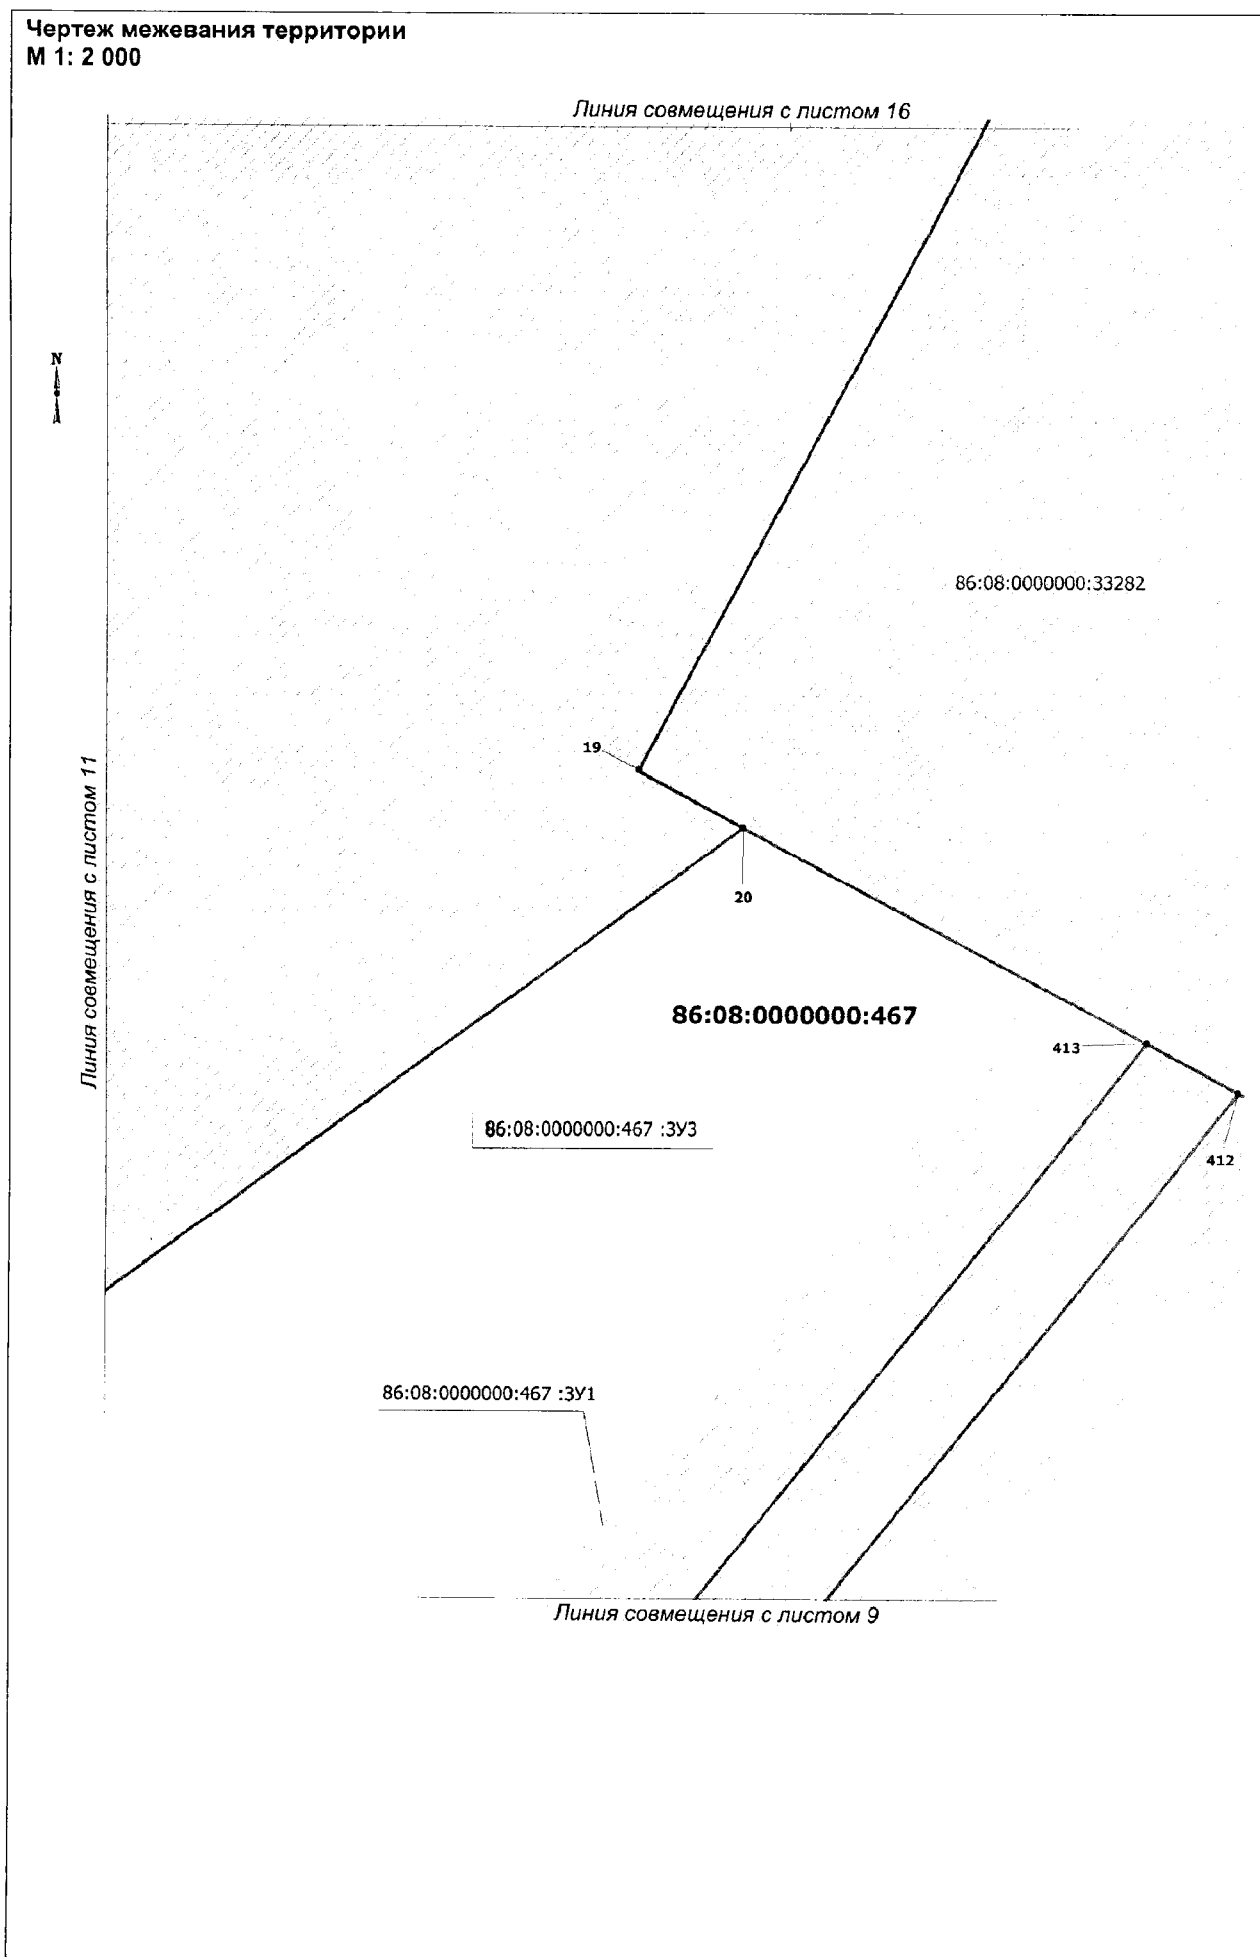 Чертеж межевания территории
М 1: 2 000
Линия совмещения с листом 16
N
86:08:0000000:33282
19
Линия совмещения с листом 11
20
86:08:0000000:467
413
86:08:0000000:467 :ЗУ3
412
86:08:0000000:467 :ЗУ1
Линия совмещения с листом 9